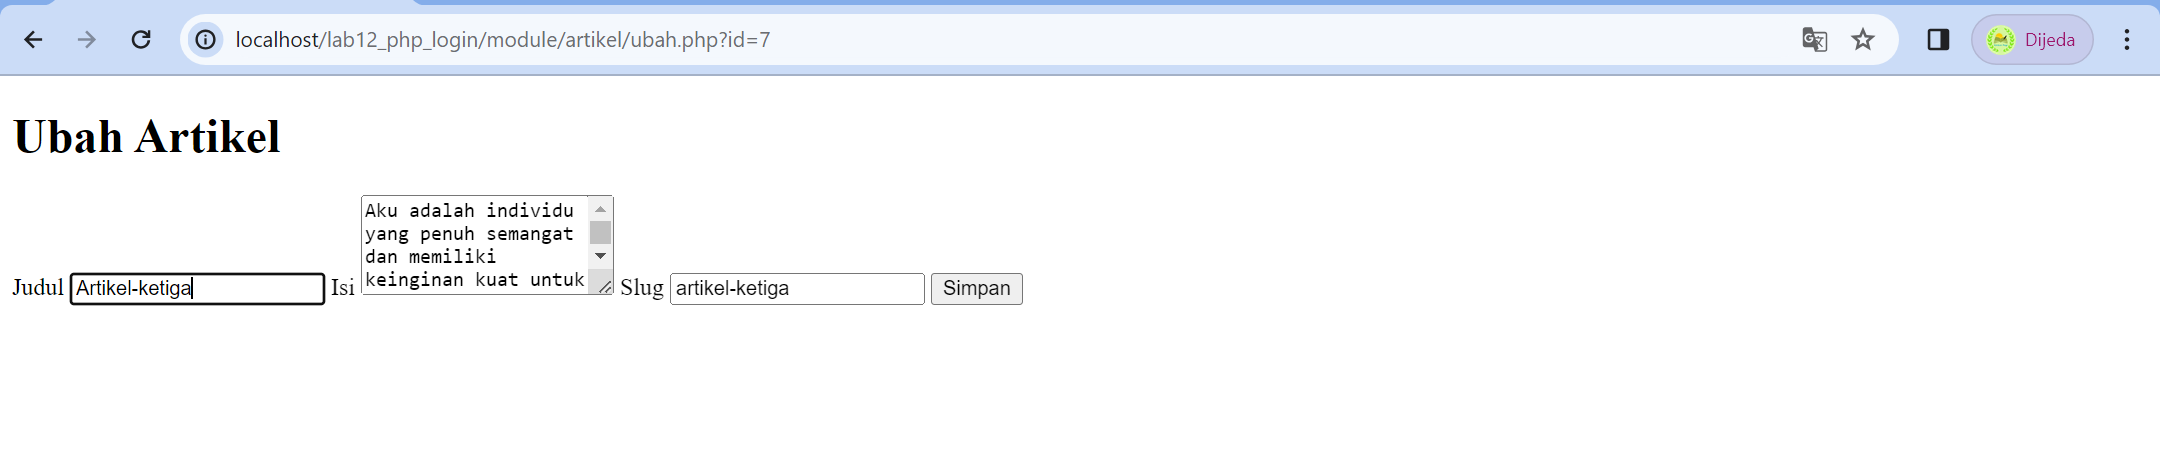 localhost/lab12_php_login/module/artikel/ubah.php?id=7
Dijeda
Ubah Artikel
Aku adalah individu
yang penuh semangat
dan memiliki
keinginan kuat untuk
Judul Artikel-ketiga Isi Slug artikel-ketiga Simpan